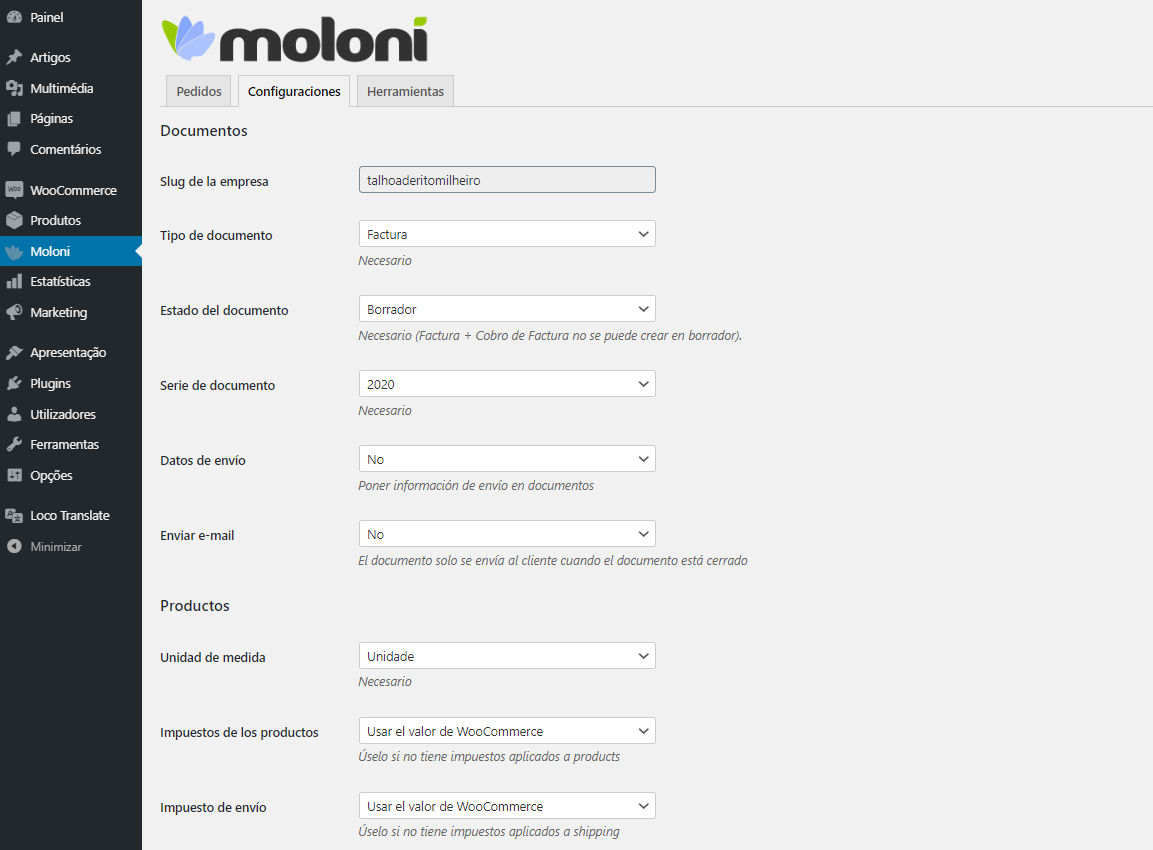 Painel
Artigos
Multimédia
Páginas
Comentários
Woo WooCommerce
Produtos
Moloni
Estatísticas
Marketing
Apresentação
Plugins
Utilizadores
Ferramentas
Opções
Loco Translate
Minimizar
moloni
Pedidos Configuraciones Herramientas
Documentos
Slug de la empresa talhoaderitomilheiro
Tipo de documento Factura
Necesario
Estado del documento Borrador
Necesario (Factura + Cobro de Factura no se puede crear en borrador).
Serie de documento 2020
Necesario
Datos de envío No
Poner información de envío en documentos
Enviar e-mail No
El documento solo se envía al cliente cuando el documento está cerrado
Productos
Unidad de medida Unidade
Necesario
Impuestos de los productos Usar el valor de WooCommerce
Úselo si no tiene impuestos aplicados a products
Impuesto de envío Usar el valor de WooCommerce
Úselo si no tiene impuestos aplicados a shipping